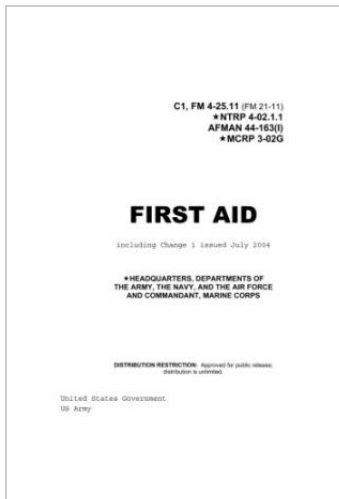 C1, FM 4-25.11 (FM 21-11)
★NTRP 4-02.1.1
AFMAN 44-163(I)
★MCRP 3-02G
FIRST AID
including Change 1 issued July 2004
★HEADQUARTERS, DEPARTMENTS OF
THE ARMY, THE NAVY, AND THE AIR FORCE
AND COMMANDANT, MARINE CORPS
DISTRIBUTION RESTRICTION: Approved for public release;
distribution is unlimited.
United States Government
US Army